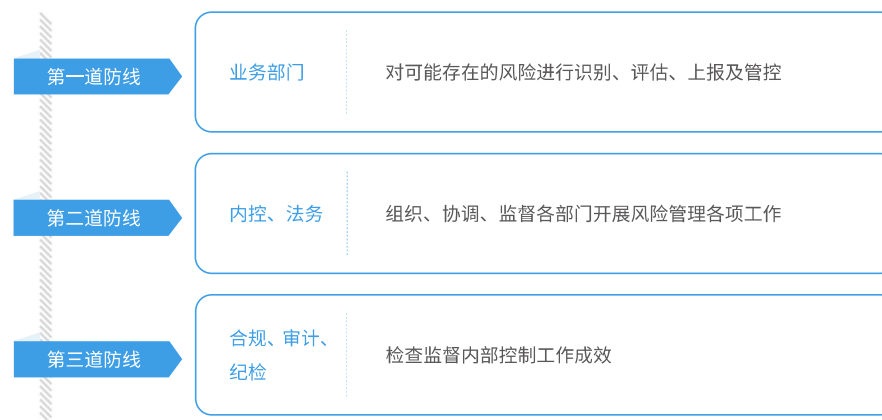 第一道防线
业务部门
对可能存在的风险进行识别、评估、上报及管控
第二道防线
内控、法务
组织、协调、监督各部门开展风险管理各项工作
第三道防线
合规、审计、
纪检
检查监督内部控制工作成效